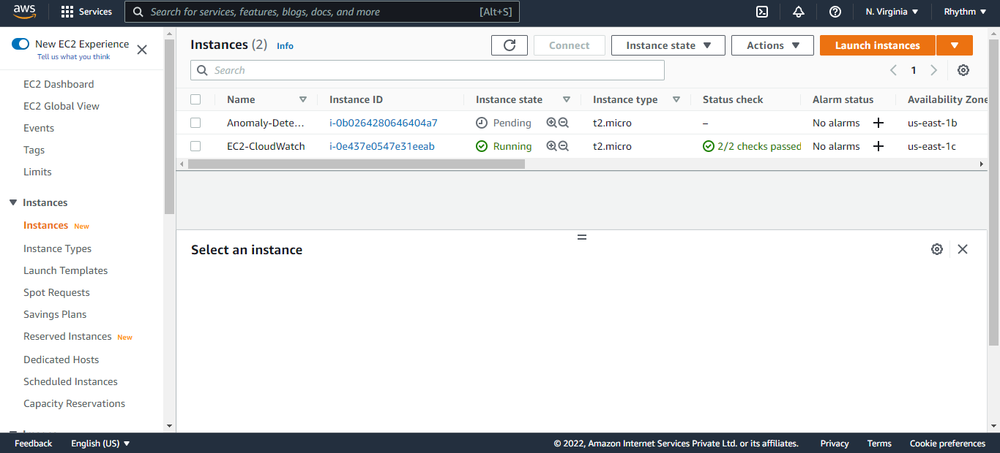 aws
Services
Search for services, features, blogs, docs, and more
[Alt+S]
N. Virginia
Rhythm
New EC2 Experience
Tell us what you think
EC2 Dashboard
EC2 Global View
Events
Tags
Limits
Instances
Instances New
Instance Types
Launch Templates
Spot Requests
Savings Plans
Reserved Instances New
Dedicated Hosts
Scheduled Instances
Capacity Reservations
Instances (2) Info
Connect
Instance state
Actions
Launch instances
Search
1
Name Instance ID Instance state Instance type Status check Alarm status Availability Zone
Anomaly-Dete... i-0b0264280646404a7 Pending t2.micro – No alarms + us-east-1b
EC2-CloudWatch i-0e437e0547e31eeab Running t2.micro 2/2 checks passed No alarms + us-east-1c
Select an instance
Feedback English (US) © 2022, Amazon Internet Services Private Ltd. or its affiliates. Privacy Terms Cookie preferences